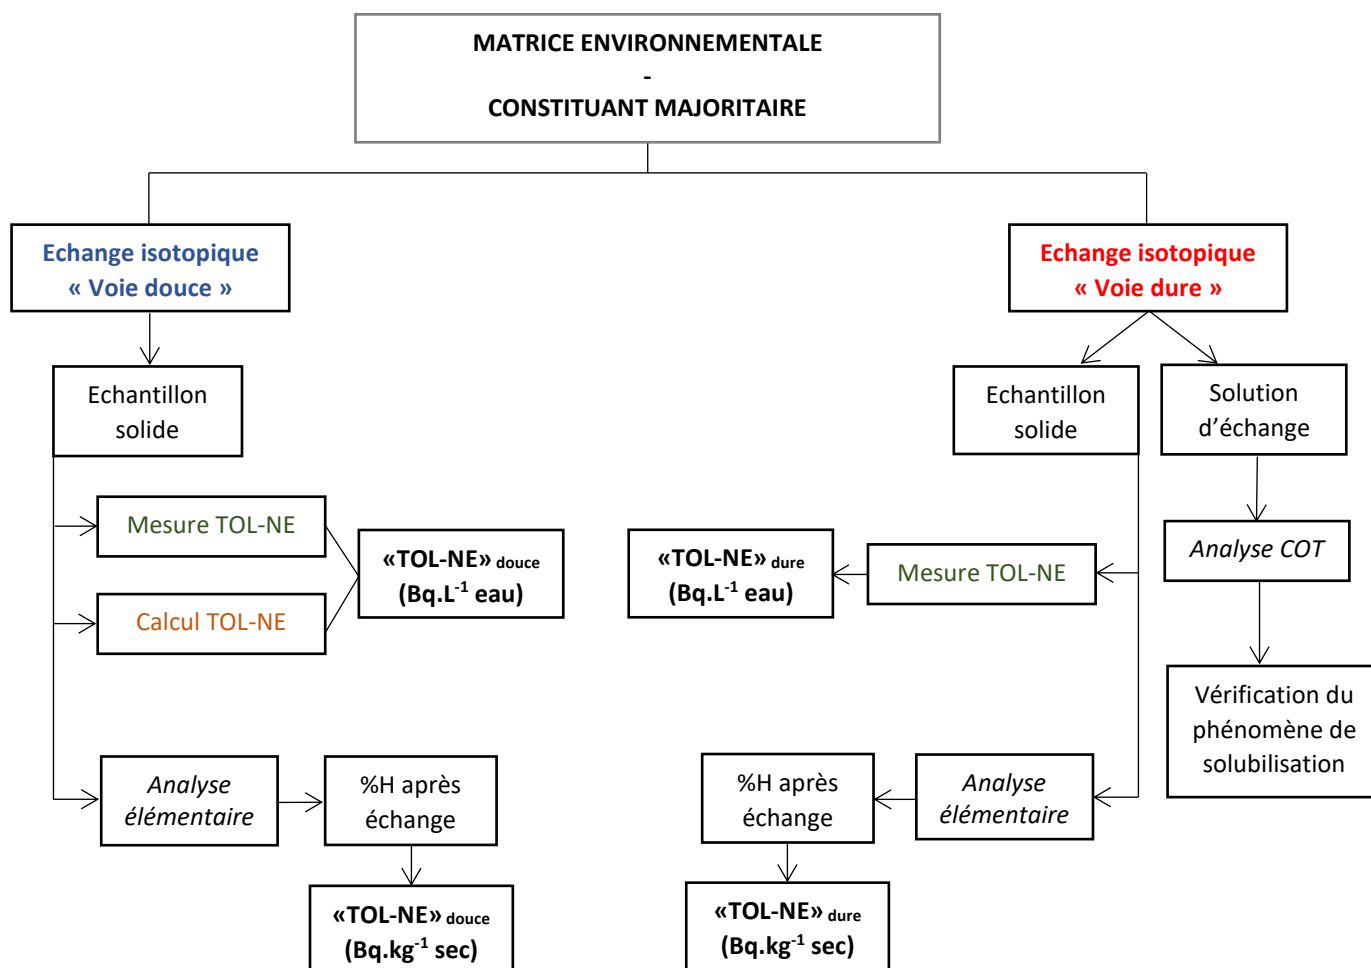 MATRICE ENVIRONNEMENTALE
-
CONSTITUANT MAJORITAIRE
Echange isotopique
« Voie douce »
Echange isotopique
« Voie dure »
Echantillon
solide
Echantillon
solide
Solution
d’échange
Mesure TOL-NE
Calcul TOL-NE
«TOL-NE» douce
(Bq.L-1 eau)
«TOL-NE» dure
(Bq.L-1 eau)
Mesure TOL-NE
Analyse COT
Vérification du
phénomène de
solubilisation
Analyse
élémentaire
%H après
échange
%H après
échange
Analyse
élémentaire
«TOL-NE» douce
(Bq.kg-1 sec)
«TOL-NE» dure
(Bq.kg-1 sec)